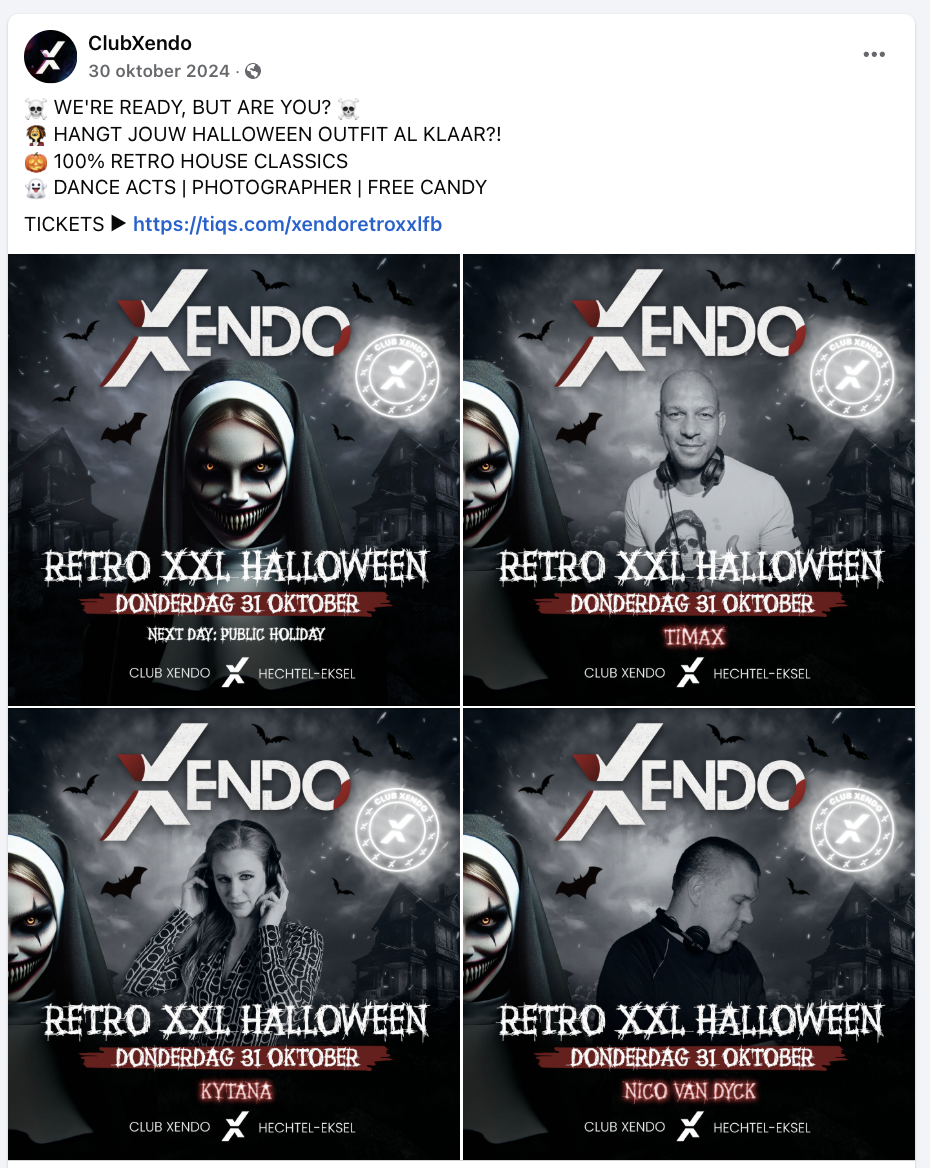 ClubXendo
30 oktober 2024 ·
☠️ WE'RE READY, BUT ARE YOU? ☠️
🧟‍♀️ HANGT JOUW HALLOWEEN OUTFIT AL KLAAR?!
🎃 100% RETRO HOUSE CLASSICS
👻 DANCE ACTS | PHOTOGRAPHER | FREE CANDY
TICKETS ► https://tiqs.com/xendoretroxxlfb
XENDO
CLUB XENDO
RETRO XXL HALLOWEEN
DONDERDAG 31 OKTOBER
NEXT DAY: PUBLIC HOLIDAY
CLUB XENDO X HECHTEL-EKSEL
XENDO
CLUB XENDO
RETRO XXL HALLOWEEN
DONDERDAG 31 OKTOBER
TIMAX
CLUB XENDO X HECHTEL-EKSEL
XENDO
CLUB XENDO
RETRO XXL HALLOWEEN
DONDERDAG 31 OKTOBER
KYTANA
CLUB XENDO X HECHTEL-EKSEL
XENDO
CLUB XENDO
RETRO XXL HALLOWEEN
DONDERDAG 31 OKTOBER
NICO VAN DYCK
CLUB XENDO X HECHTEL-EKSEL